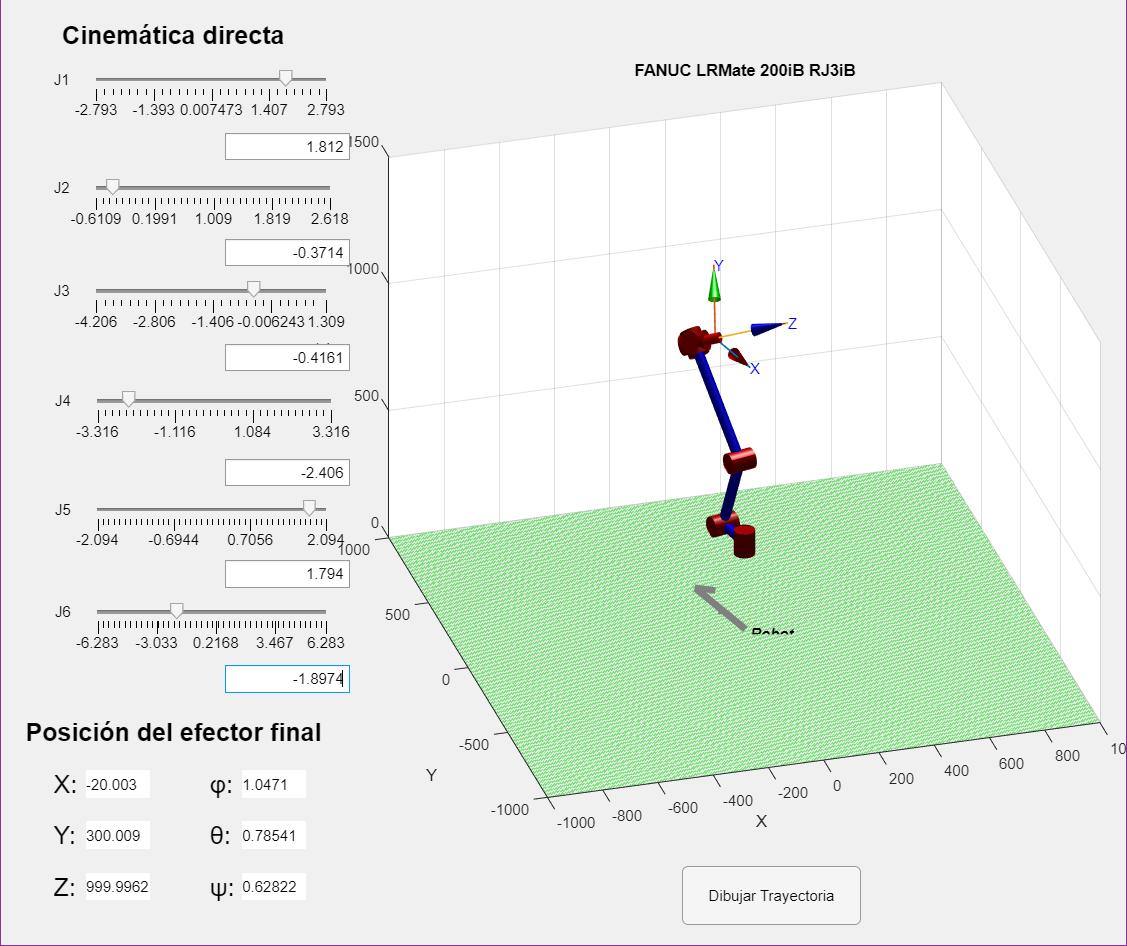 Cinemática directa
FANUC LRMate 200iB RJ3iB
J1
-2.793 -1.393 0.007473 1.407 2.793
1.812
J2
-0.6109 0.1991 1.009 1.819 2.618
-0.3714
J3
-4.206 -2.806 -1.406 -0.006243 1.309
-0.4161
J4
-3.316 -1.116 1.084 3.316
-2.406
J5
-2.094 -0.6944 0.7056 2.094
1.794
J6
-6.283 -3.033 0.2168 3.467 6.283
-1.8974
1500
1000
500
0
1000
500
0
-500
-1000
Y
-1000 -800 -600 -400 -200 0 200 400 600 800 10
X
Y
Z
X
Robot
Posición del efector final
X: -20.003 φ: 1.0471
Y: 300.009 θ: 0.78541
Z: 999.9962 ψ: 0.62822
Dibujar Trayectoria